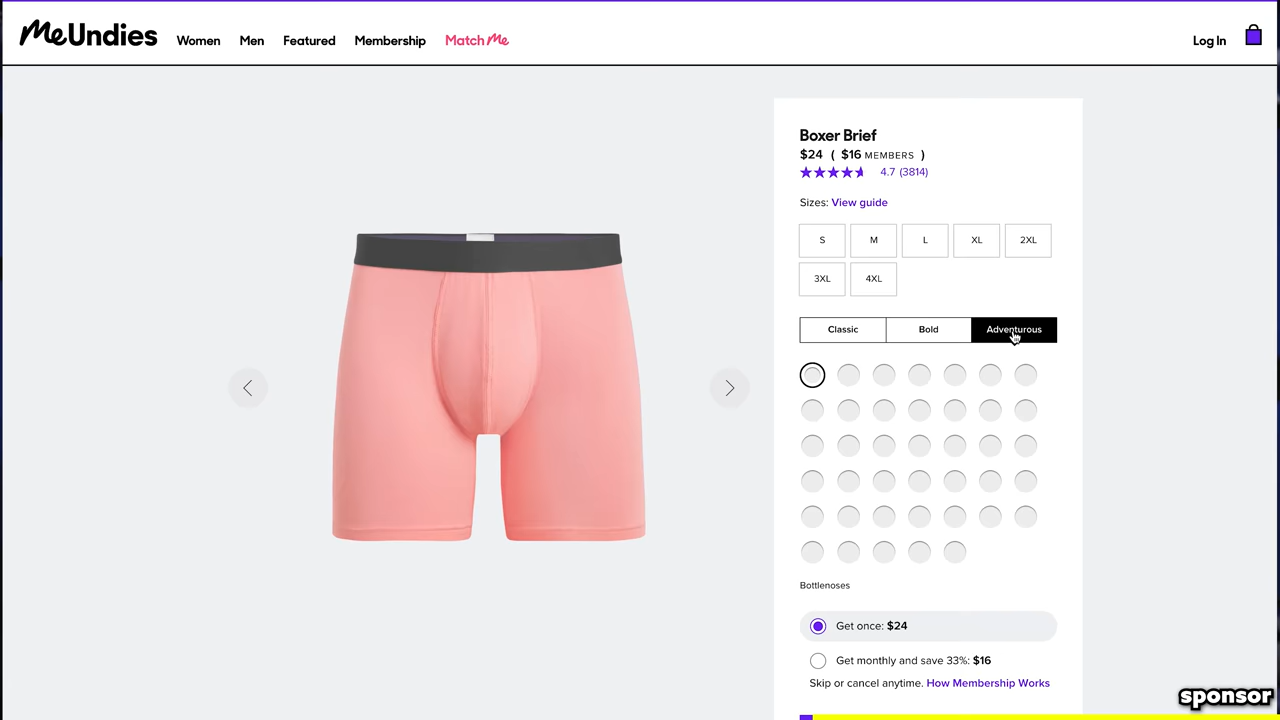 MeUndies
Women Men Featured Membership Match Me
Log In
Boxer Brief
$24 ( $16 MEMBERS )
4.7 (3814)
Sizes: View guide
S M L XL 2XL
3XL 4XL
Classic Bold Adventurous
Bottlenoses
Get once: $24
Get monthly and save 33%: $16
Skip or cancel anytime. How Membership Works
sponsor